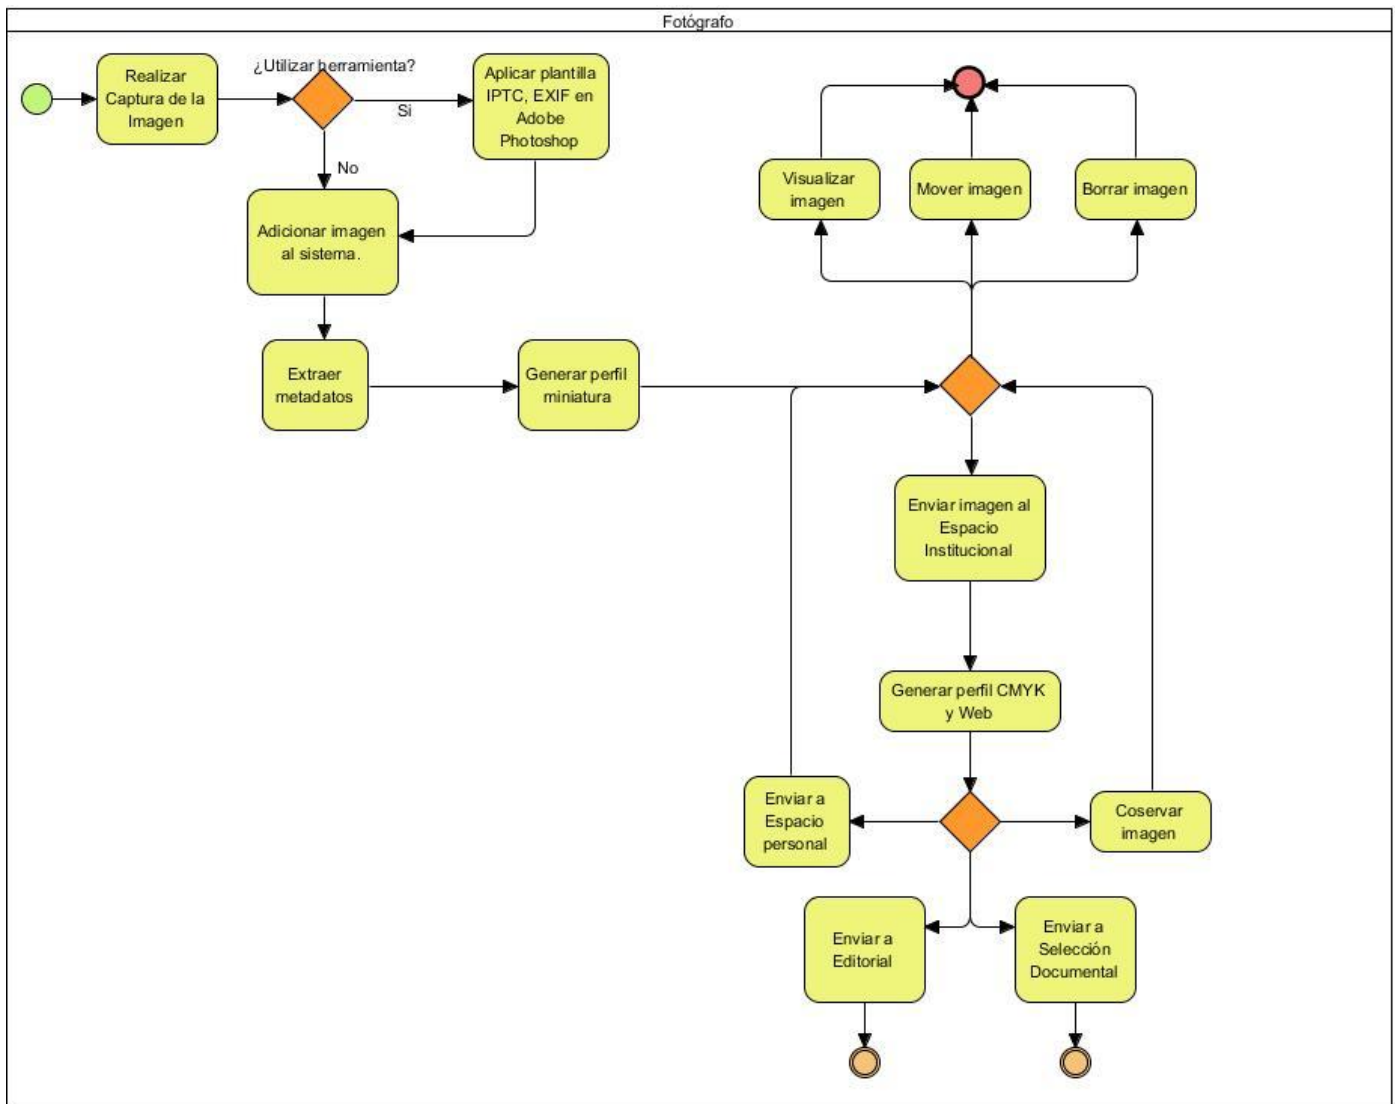 Fotógrafo
Realizar
Captura de la
Imagen
¿Utilizar herramienta?
Si
No
Aplicar plantilla
IPTC, EXIF en
Adobe
Photoshop
Adicionar imagen
al sistema.
Extraer
metadatos
Generar perfil
miniatura
Visualizar
imagen
Mover imagen
Borrar imagen
Enviar imagen al
Espacio
Institucional
Generar perfil CMYK
y Web
Enviar a
Espacio
personal
Coservar
imagen
Enviar a
Editorial
Enviar a
Selección
Documental